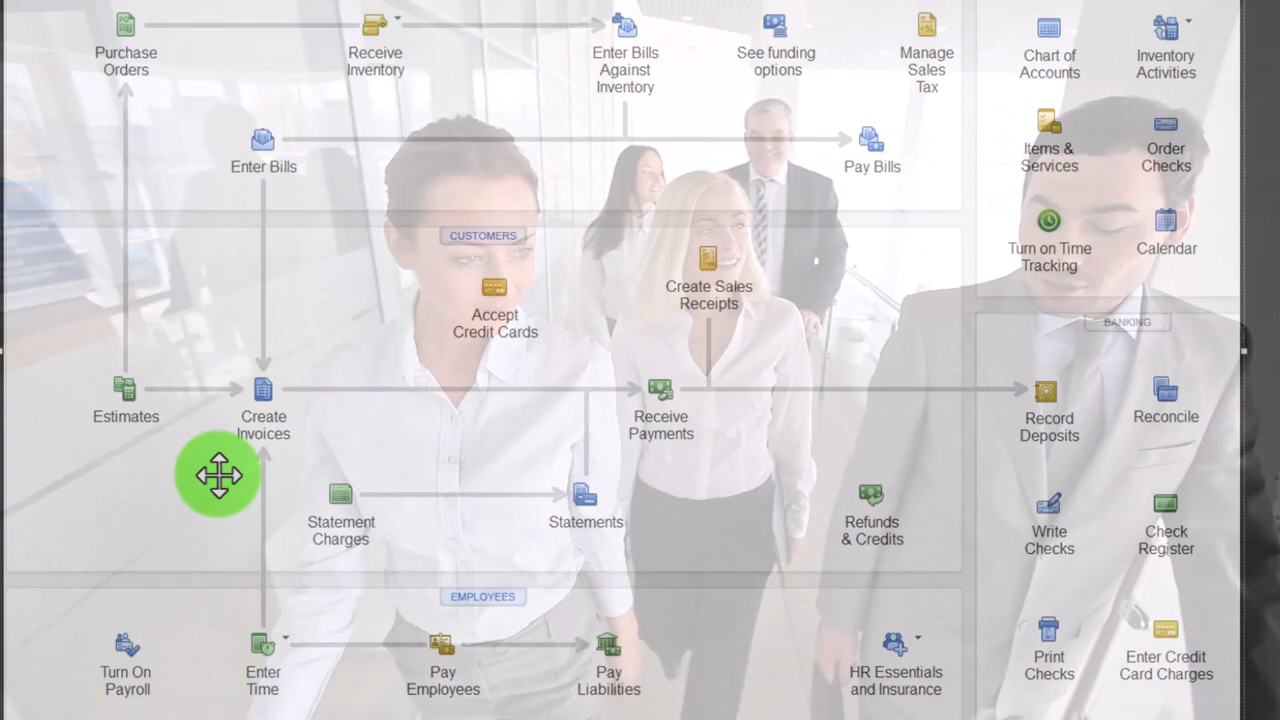 Purchase
Orders
Receive
Inventory
Enter Bills
Against
Inventory
See funding
options
Manage
Sales
Tax
Chart of
Accounts
Inventory
Activities
Enter Bills
Pay Bills
Items &
Services
Order
Checks
CUSTOMERS
Turn on Time
Tracking
Calendar
Accept
Credit Cards
Create Sales
Receipts
BANKING
Estimates
Create
Invoices
Receive
Payments
Record
Deposits
Reconcile
Statement
Charges
Statements
Refunds
& Credits
Write
Checks
Check
Register
EMPLOYEES
Turn On
Payroll
Enter
Time
Pay
Employees
Pay
Liabilities
HR Essentials
and Insurance
Print
Checks
Enter Credit
Card Charges